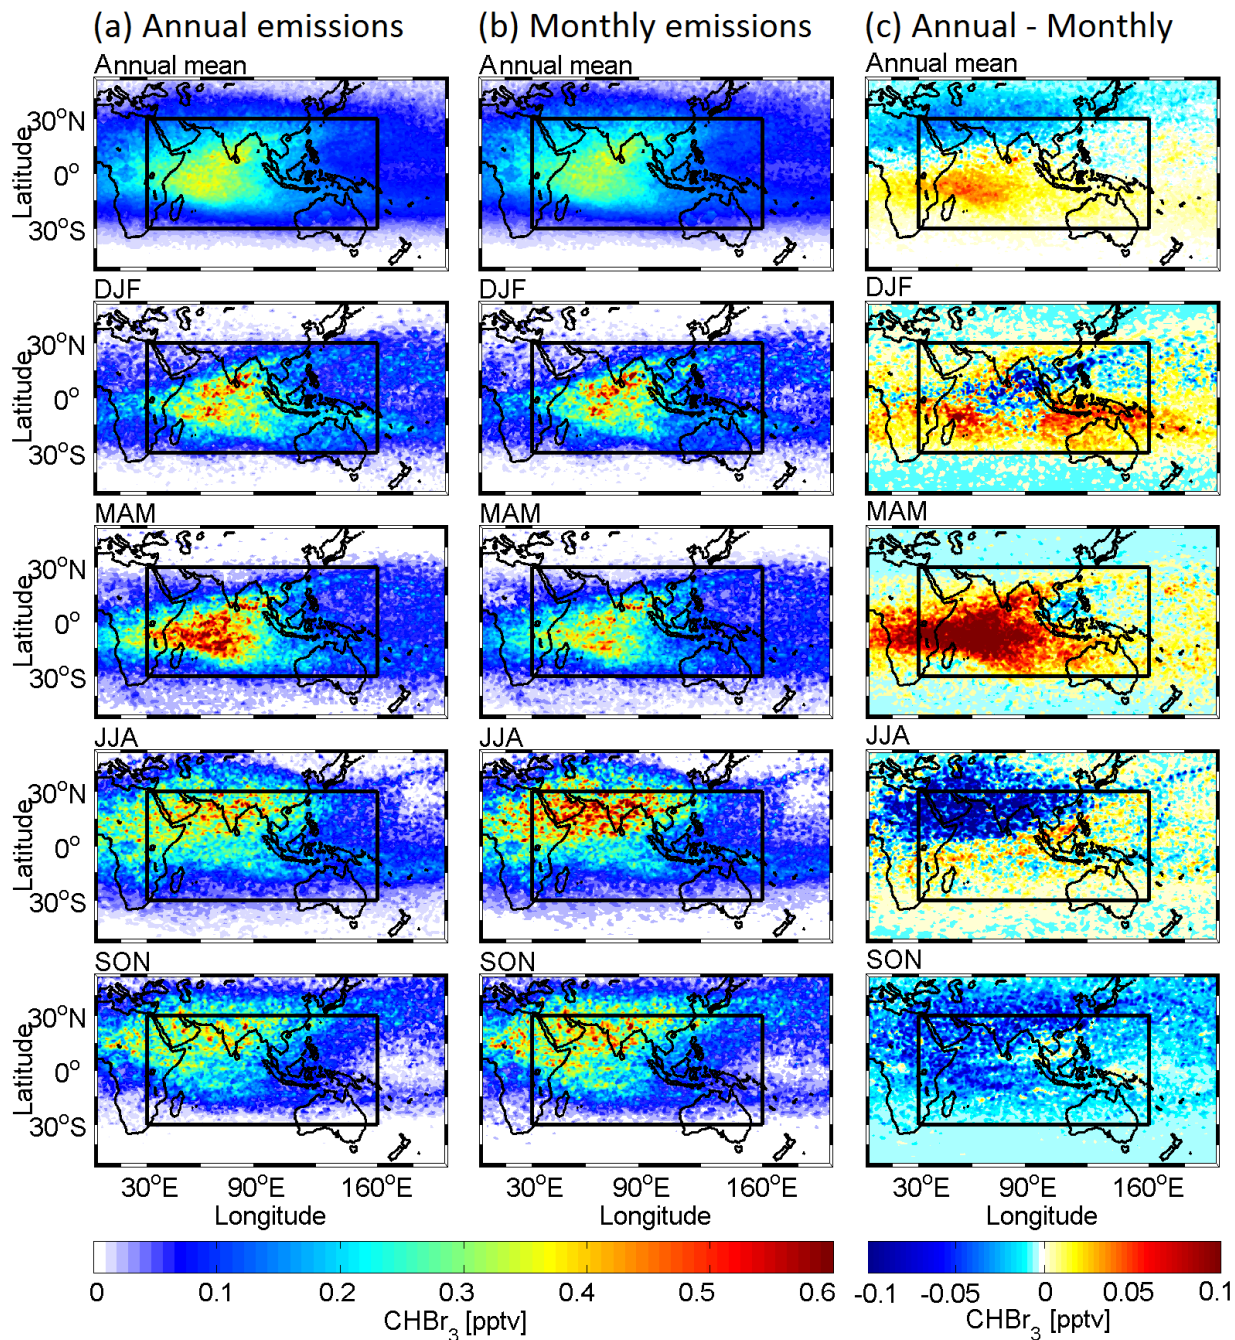 (a) Annual emissions
(b) Monthly emissions
(c) Annual - Monthly
Annual mean
Annual mean
Annual mean
Latitude
30°N
0°
30°S
DJF
DJF
DJF
Latitude
30°N
0°
30°S
MAM
MAM
MAM
Latitude
30°N
0°
30°S
JJA
JJA
JJA
Latitude
30°N
0°
30°S
SON
SON
SON
Latitude
30°N
0°
30°S
30°E 90°E 160°E
30°E 90°E 160°E
30°E 90°E 160°E
Longitude
Longitude
Longitude
0 0.1 0.2 0.3 0.4 0.5 0.6
CHBr₃ [pptv]
-0.1 -0.05 0 0.05 0.1
CHBr₃ [pptv]